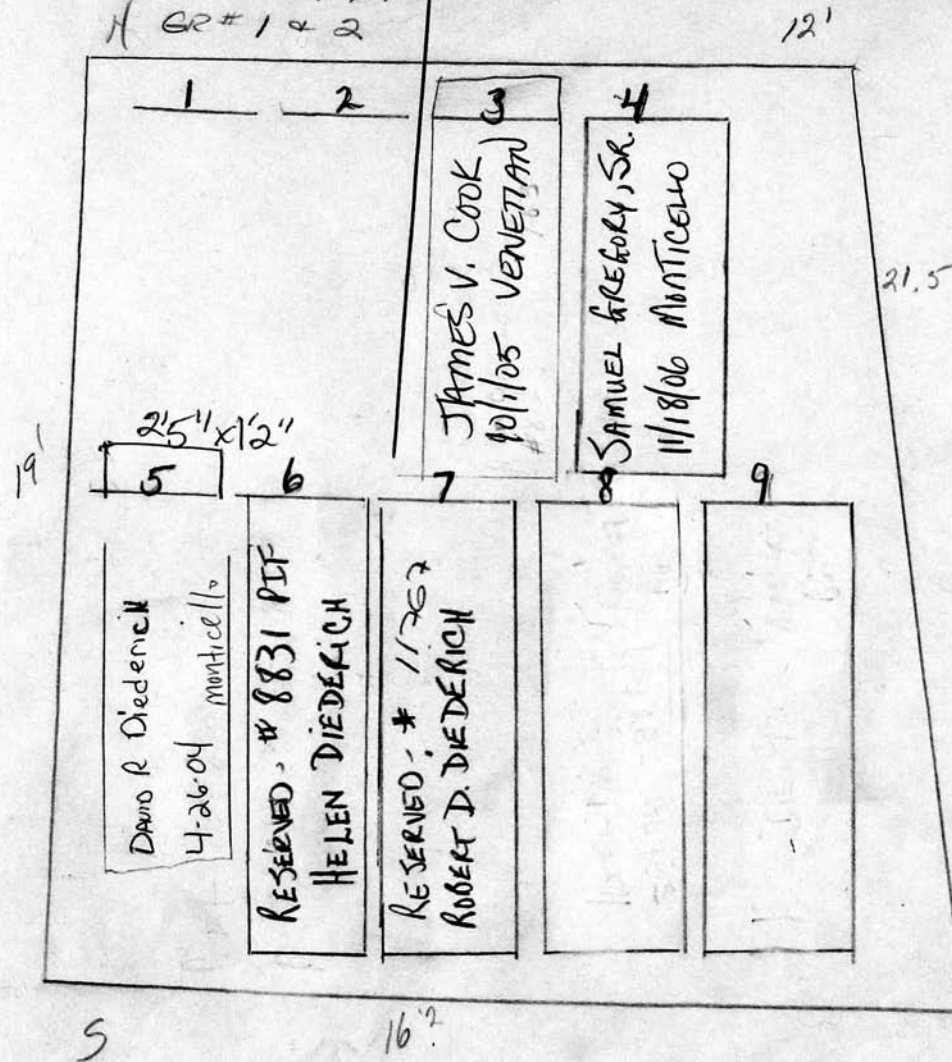 N GR # 1 & 2
12'
1
2
3
4
JAMES V. COOK
10/1/05 VENETIAN
SAMUEL GREGORY, SR.
11/18/06 MONTICELLO
21.5
19'
2'5" x 1'2"
5
6
7
8
9
DAVID R Diederich
4-26-04 monticello
RESERVED - # 8831 PIF
HELEN DIEDERICH
RESERVED - # 11767
ROBERT D. DIEDERICH
S
16'2